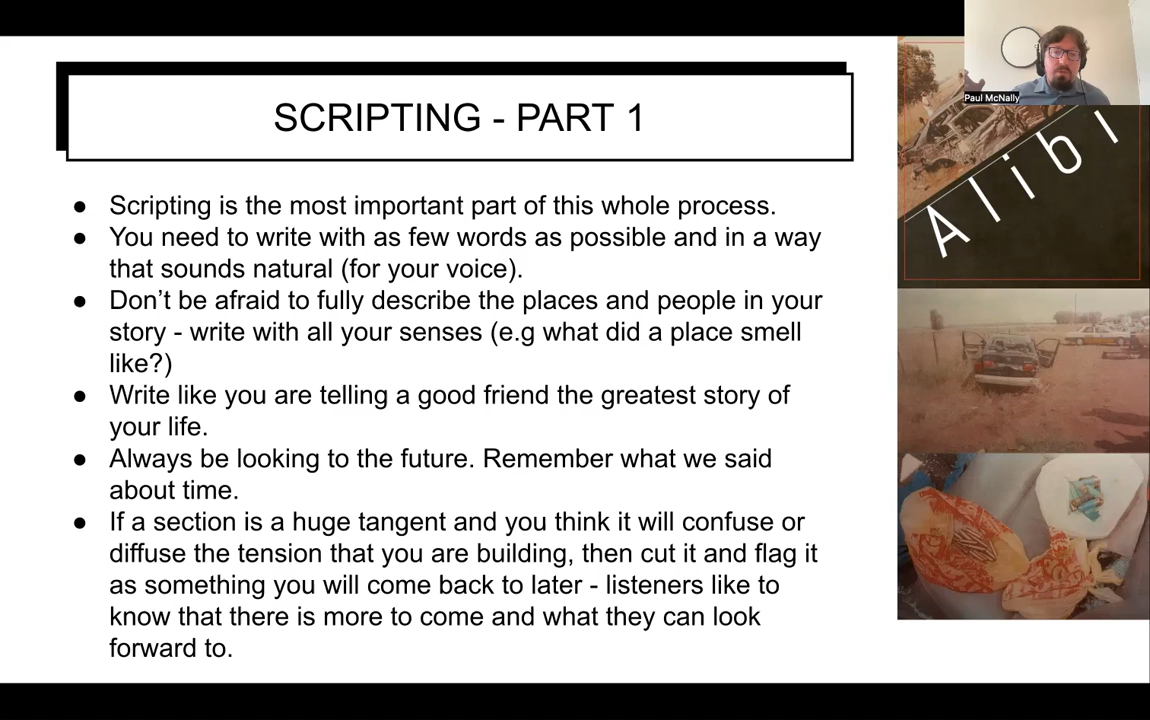 SCRIPTING - PART 1
● Scripting is the most important part of this whole process.
● You need to write with as few words as possible and in a way
that sounds natural (for your voice).
● Don’t be afraid to fully describe the places and people in your
story - write with all your senses (e.g what did a place smell
like?)
● Write like you are telling a good friend the greatest story of
your life.
● Always be looking to the future. Remember what we said
about time.
● If a section is a huge tangent and you think it will confuse or
diffuse the tension that you are building, then cut it and flag it
as something you will come back to later - listeners like to
know that there is more to come and what they can look
forward to.
Paul McNally
Alibi